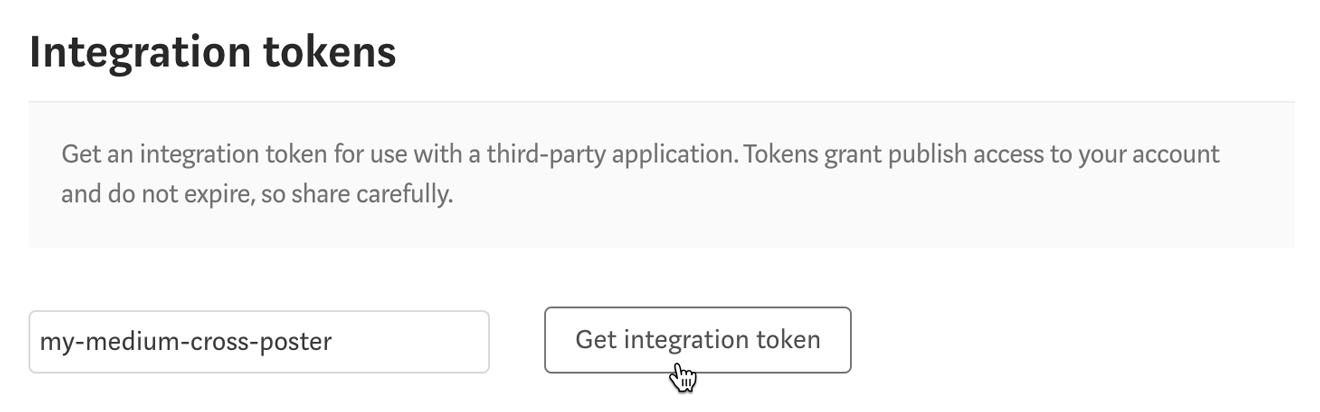 Integration tokens
Get an integration token for use with a third-party application. Tokens grant publish access to your account
and do not expire, so share carefully.
my-medium-cross-poster
Get integration token